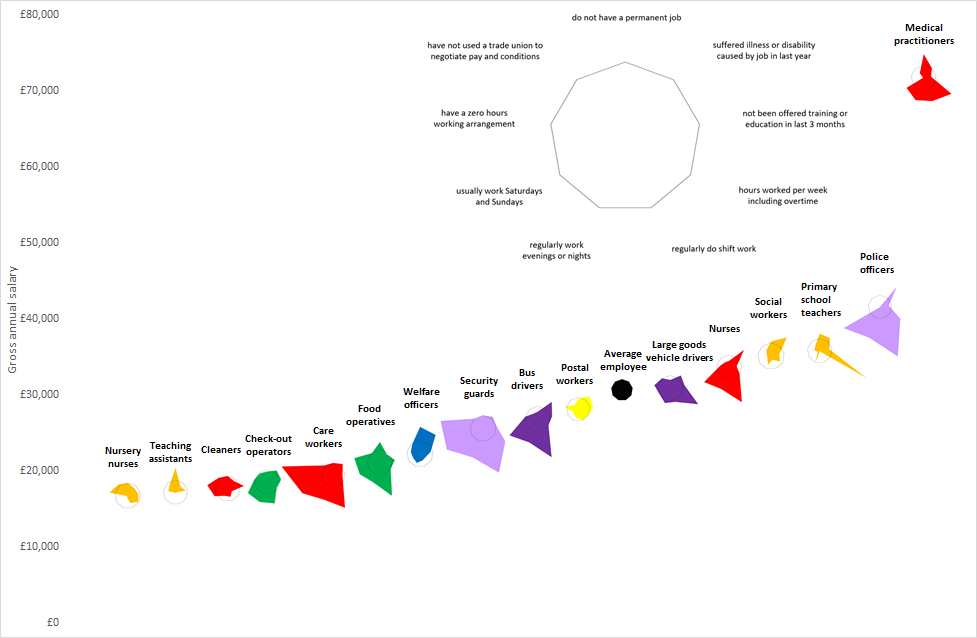 £80,000
£70,000
£60,000
£50,000
£40,000
£30,000
£20,000
£10,000
£0
Gross annual salary
do not have a permanent job
suffered illness or disability
caused by job in last year
not been offered training or
education in last 3 months
hours worked per week
including overtime
regularly do shift work
regularly work
evenings or nights
usually work Saturdays
and Sundays
have a zero hours
working arrangement
have not used a trade union to
negotiate pay and conditions
Nursery
nurses
Teaching
assistants
Cleaners
Check-out
operators
Care
workers
Food
operatives
Welfare
officers
Security
guards
Bus
drivers
Postal
workers
Average
employee
Large goods
vehicle drivers
Nurses
Social
workers
Primary
school
teachers
Police
officers
Medical
practitioners